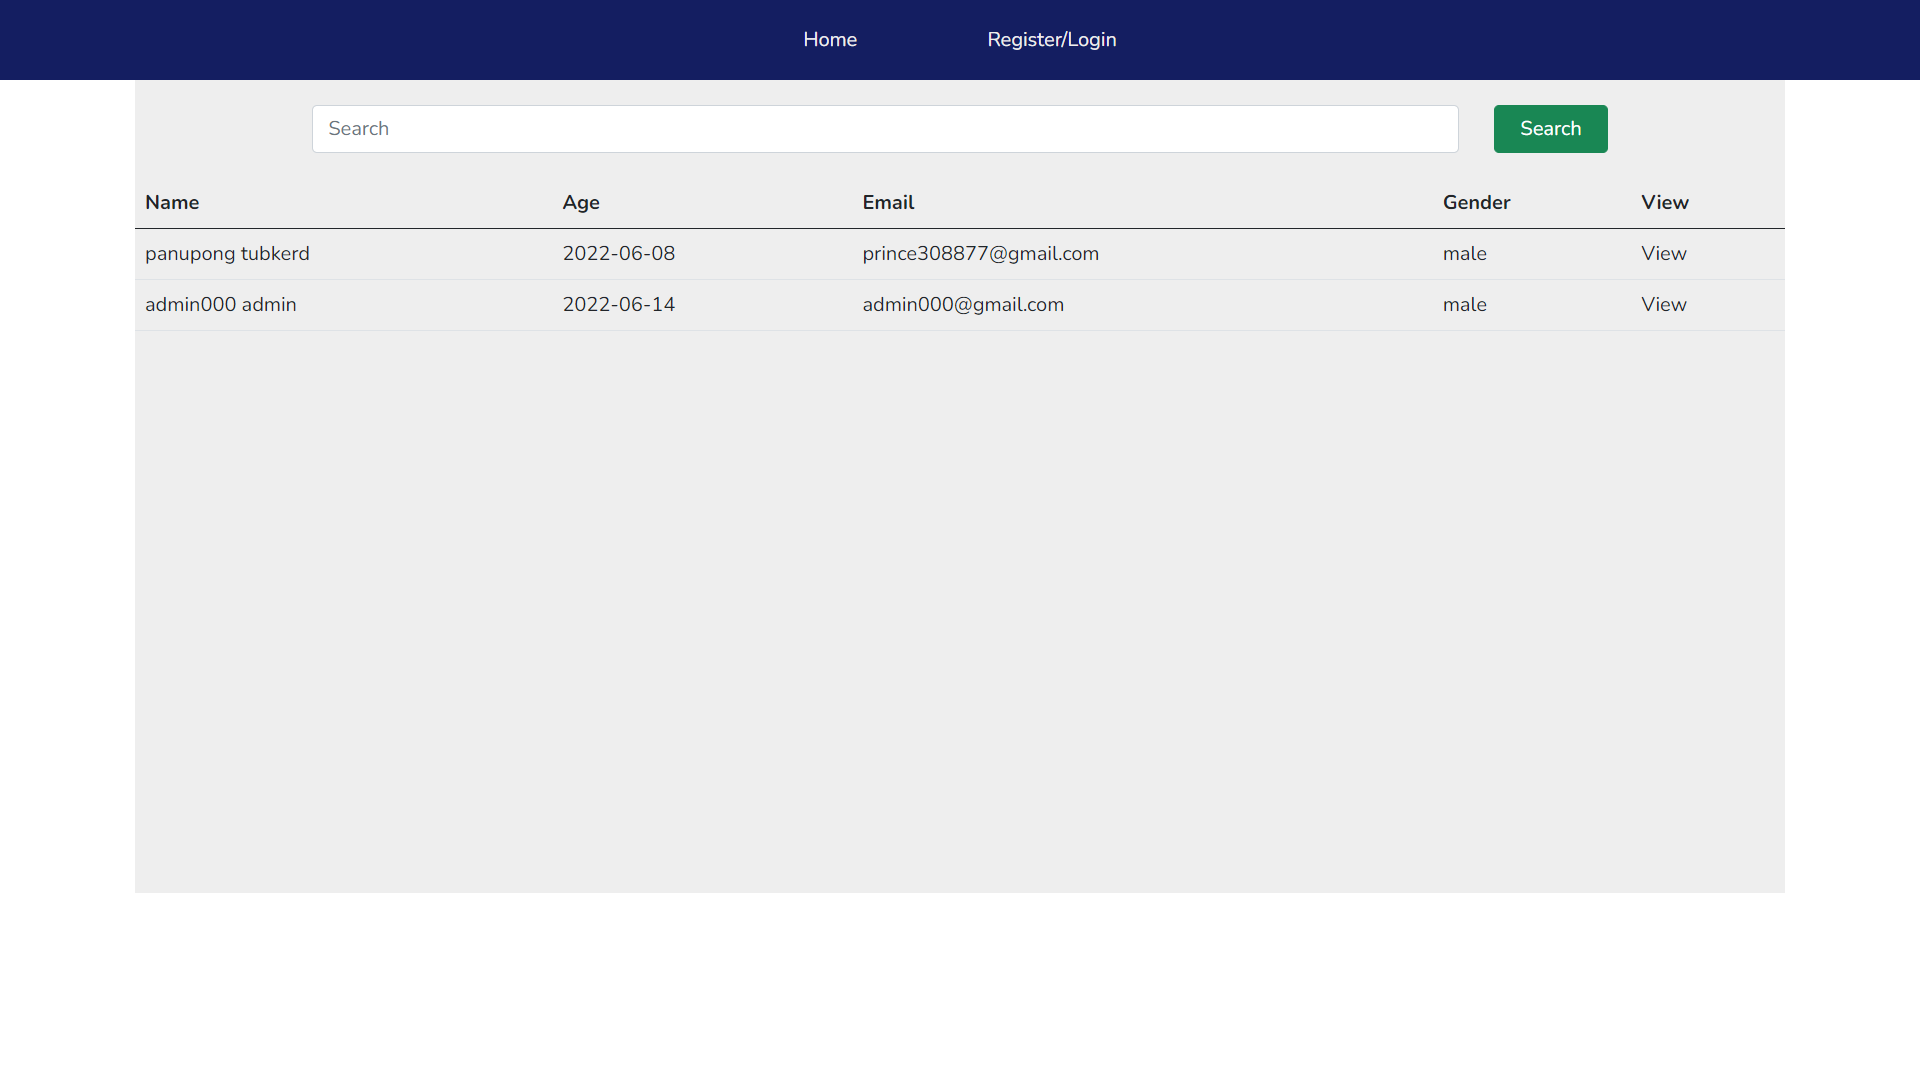 Home Register/Login
Search Search
Name Age Email Gender View
panupong tubkerd 2022-06-08 prince308877@gmail.com male View
admin000 admin 2022-06-14 admin000@gmail.com male View